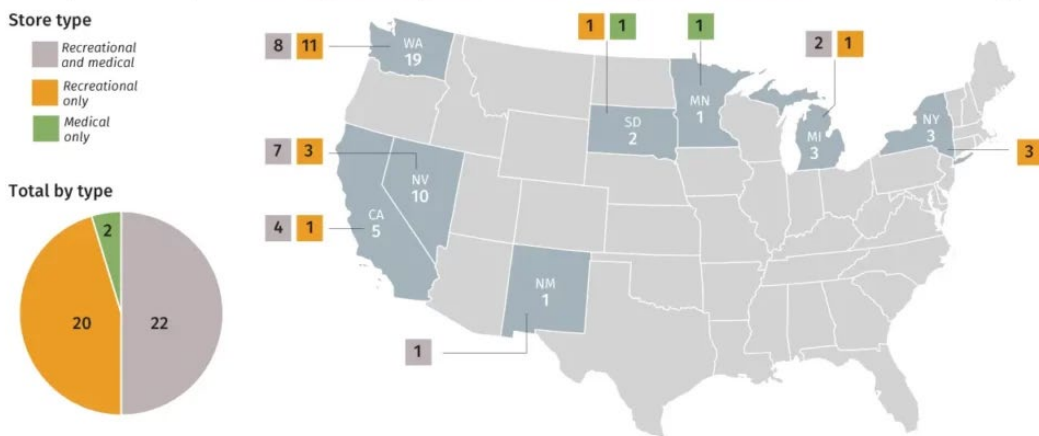 Store type
Recreational
and medical
Recreational
only
Medical
only
Total by type
2
20
22
8 11
WA
19
1 1
SD
2
1
MN
1
2 1
MI
3
NY
3
3
7 3
NV
10
4 1
CA
5
NM
1
1